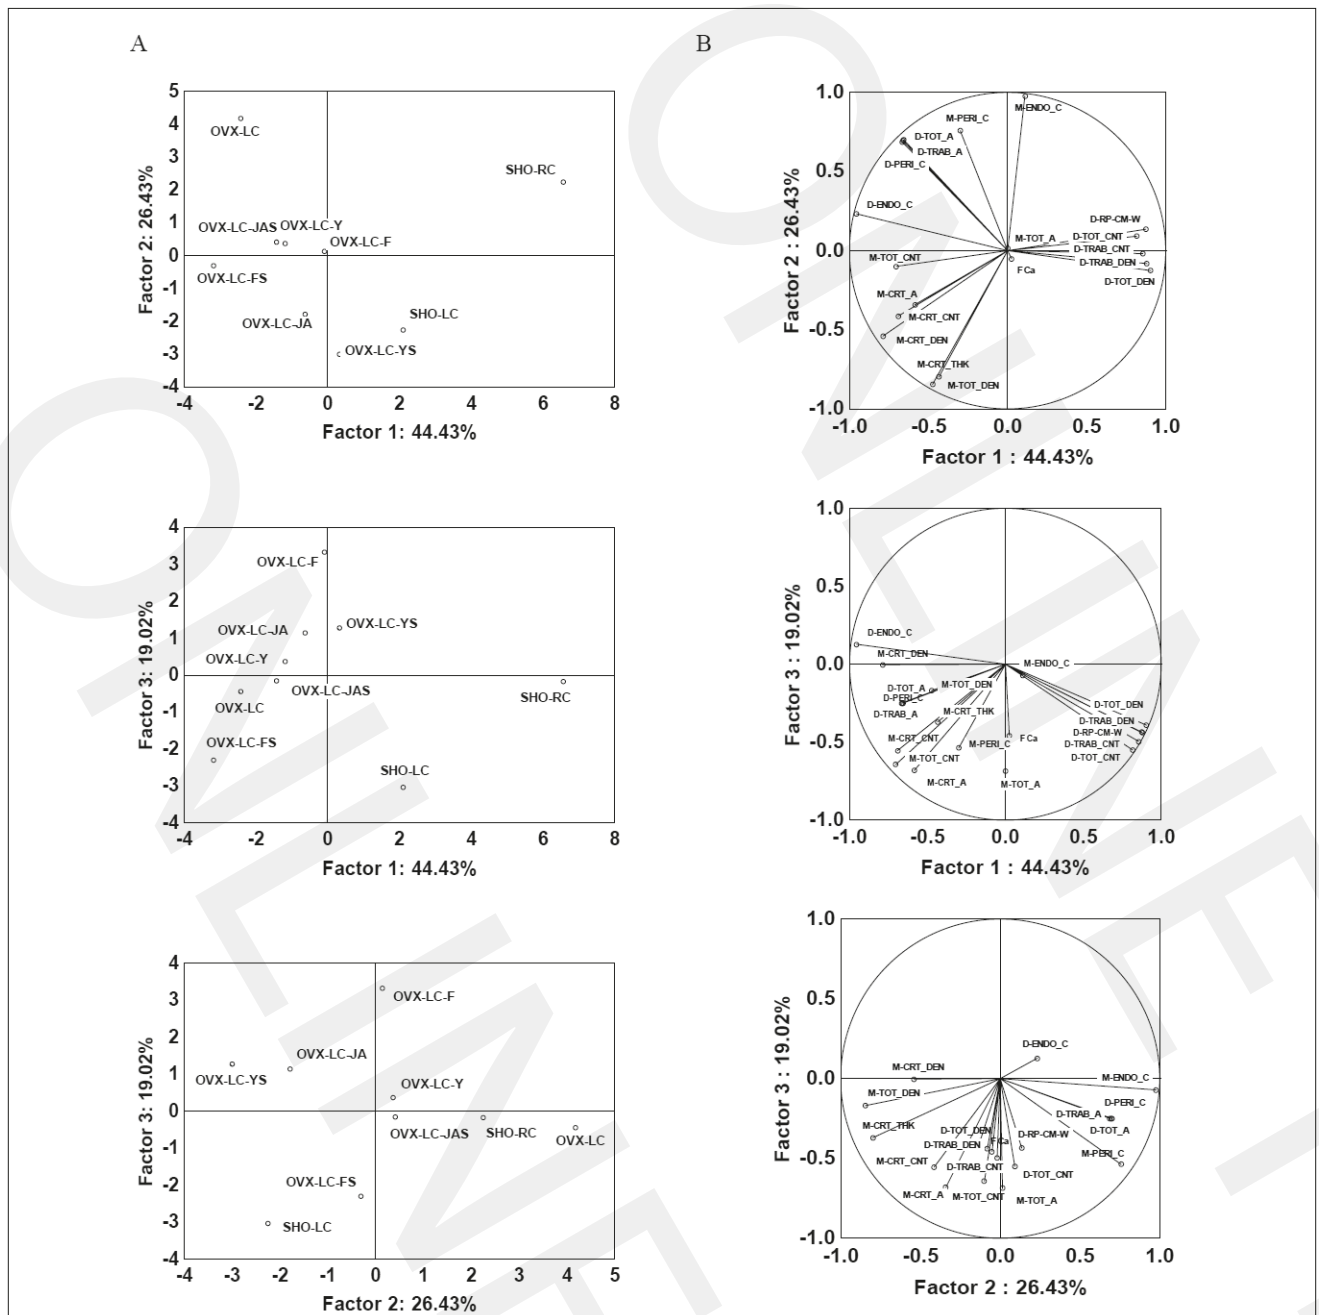 A
B
5
4
3
2
1
0
-1
-2
-3
-4
Factor 2: 26.43%
OVX-LC
SHO-RC
OVX-LC-JAS
OVX-LC-Y
OVX-LC-F
OVX-LC-FS
OVX-LC-JA
SHO-LC
OVX-LC-YS
-4 -2 0 2 4 6 8
Factor 1: 44.43%
1.0
0.5
0.0
-0.5
-1.0
Factor 2 : 26.43%
M-ENDO_C
M-PERI_C
D-TOT_A
D-TRAB_A
D-PERI_C
D-ENDO_C
D-RP-CM-W
M-TOT_A
D-TOT_CNT
D-TRAB_CNT
M-TOT_CNT
D-TRAB_DEN
F Ca
D-TOT_DEN
M-CRT_A
M-CRT_CNT
M-CRT_DEN
M-CRT_THK
M-TOT_DEN
-1.0 -0.5 0.0 0.5 1.0
Factor 1 : 44.43%
4
3
2
1
0
-1
-2
-3
-4
Factor 3: 19.02%
OVX-LC-F
OVX-LC-JA
OVX-LC-YS
OVX-LC-Y
OVX-LC-JAS
OVX-LC
SHO-RC
OVX-LC-FS
SHO-LC
-4 -2 0 2 4 6 8
Factor 1: 44.43%
1.0
0.5
0.0
-0.5
-1.0
Factor 3 : 19.02%
D-ENDO_C
M-CRT_DEN
M-ENDO_C
D-TOT_A
M-TOT_DEN
D-PERI_C
D-TOT_DEN
D-TRAB_A
M-CRT_THK
D-TRAB_DEN
D-RP-CM-W
M-CRT_CNT
M-PERI_C
F Ca
D-TRAB_CNT
M-TOT_CNT
D-TOT_CNT
M-CRT_A
M-TOT_A
-1.0 -0.5 0.0 0.5 1.0
Factor 1 : 44.43%
4
3
2
1
0
-1
-2
-3
-4
Factor 3: 19.02%
OVX-LC-F
OVX-LC-JA
OVX-LC-YS
OVX-LC-Y
OVX-LC-JAS
SHO-RC
OVX-LC
OVX-LC-FS
SHO-LC
-4 -3 -2 -1 0 1 2 3 4 5
Factor 2: 26.43%
1.0
0.5
0.0
-0.5
-1.0
Factor 3 : 19.02%
D-ENDO_C
M-CRT_DEN
M-ENDO_C
M-TOT_DEN
D-PERI_C
D-TRAB_A
M-CRT_THK
D-TOT_DEN
D-RP-CM-W
D-TOT_A
D-TRAB_DEN
F Ca
M-PERI_C
M-CRT_CNT
D-TRAB_CNT
D-TOT_CNT
M-CRT_A
M-TOT_CNT
M-TOT_A
-1.0 -0.5 0.0 0.5 1.0
Factor 2 : 26.43%